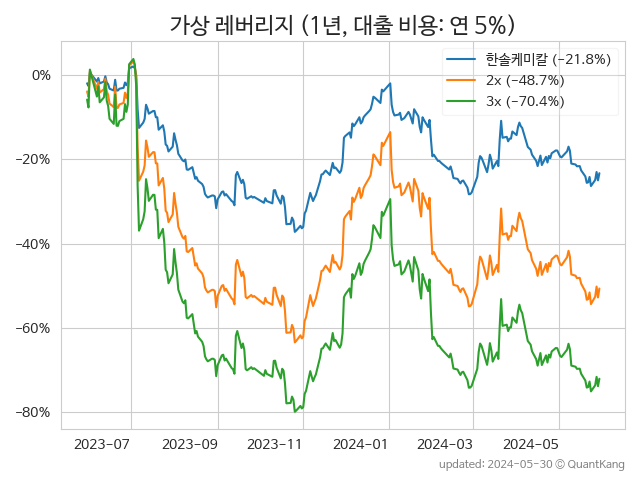 가상 레버리지 (1년, 대출 비용: 연 5%)
한솔케미칼 (−21.8%)
2x (−48.7%)
3x (−70.4%)
0%
−20%
−40%
−60%
−80%
2023−07 2023−09 2023−11 2024−01 2024−03 2024−05
updated: 2024-05-30 © QuantKang